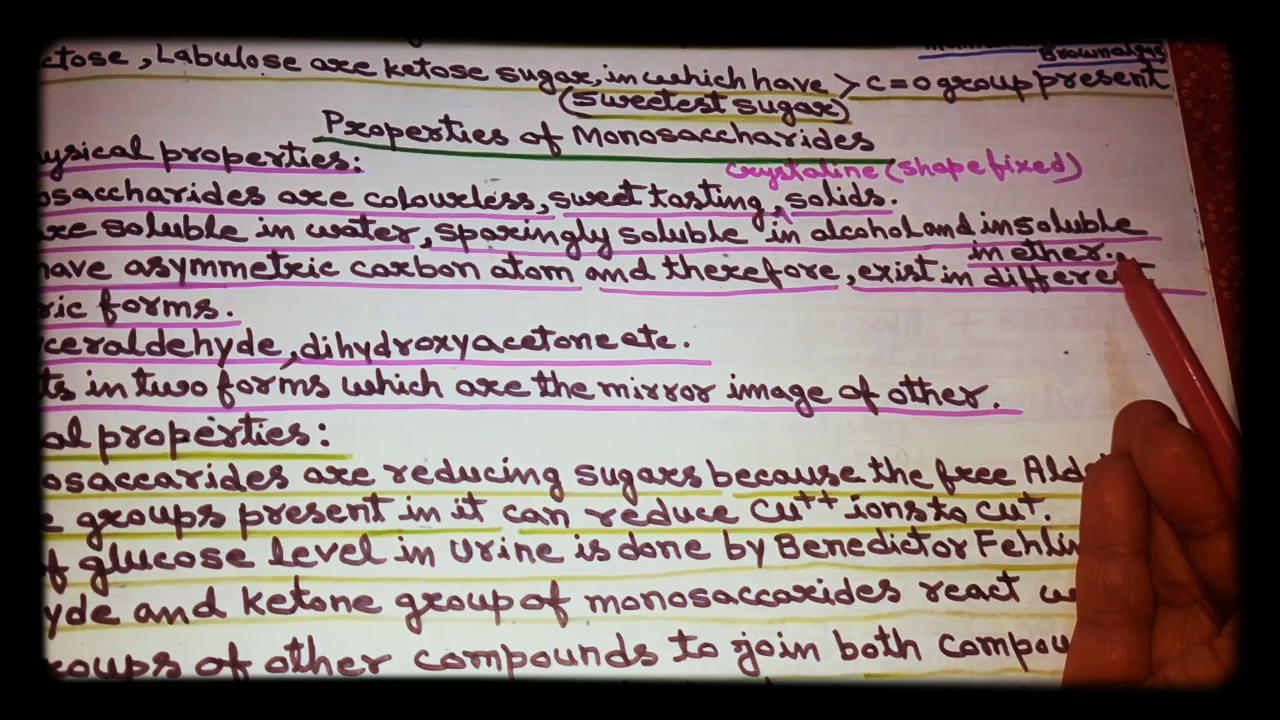 ctose, Labulose are ketose sugar, in which have > c=o group present
Brownalgae
(Sweetest sugar)
Properties of Monosaccharides
ysical properties:
crystaline (shape fixed)
osaccharides are colourless, sweet tasting ^ solids.
are soluble in water, sparingly soluble in alcohol and insoluble
in ether.
have asymmetric carbon atom and therefore, exist in different
ric forms.
ceraldehyde, dihydroxyacetone etc.
ts in two forms which are the mirror image of other.
al properties:
osaccarides are reducing sugars because the free Ald
e groups present in it can reduce Cu++ ions to Cu+.
f glucose level in urine is done by Benedict or Fehlin
yde and ketone group of monosaccarides react w
roups of other compounds to join both compou